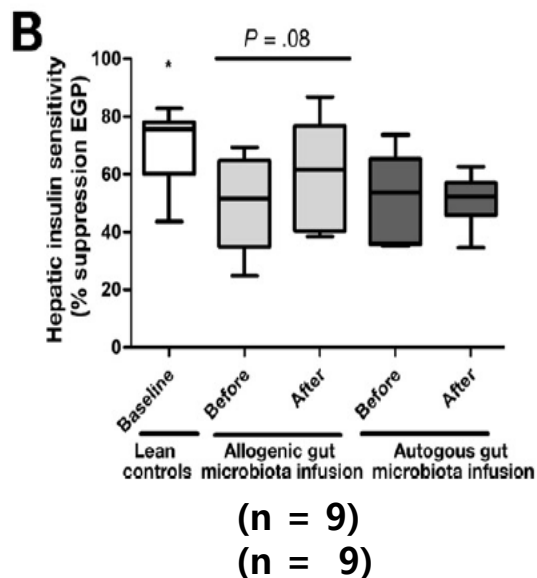 B
P = .08
*
Hepatic insulin sensitivity
(% suppression EGP)
100
80
60
40
20
0
Baseline
Before
After
Before
After
Lean
controls
Allogenic gut
microbiota infusion
Autogous gut
microbiota infusion
(n = 9)
(n = 9)